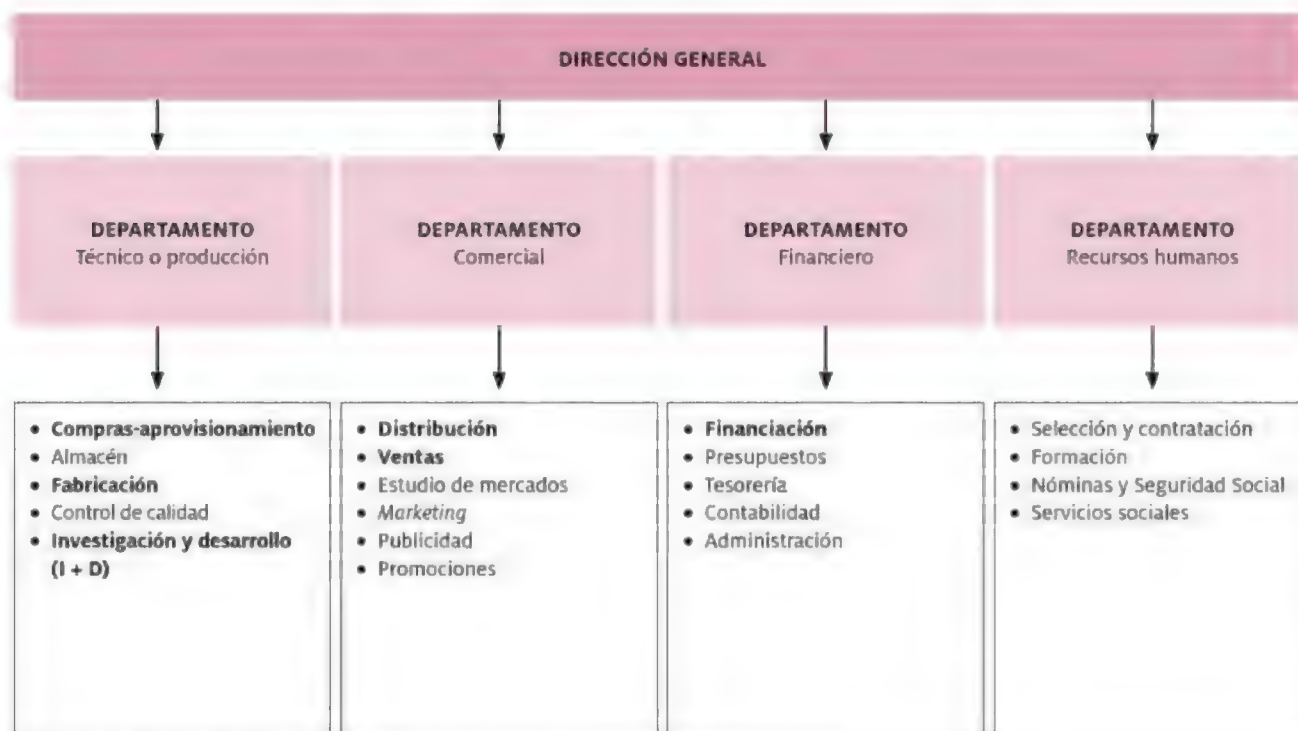 DIRECCIÓN GENERAL
DEPARTAMENTO
Técnico o producción
DEPARTAMENTO
Comercial
DEPARTAMENTO
Financiero
DEPARTAMENTO
Recursos humanos
• Compras-aprovisionamiento
• Almacén
• Fabricación
• Control de calidad
• Investigación y desarrollo
(I + D)
• Distribución
• Ventas
• Estudio de mercados
• Marketing
• Publicidad
• Promociones
• Financiación
• Presupuestos
• Tesorería
• Contabilidad
• Administración
• Selección y contratación
• Formación
• Nóminas y Seguridad Social
• Servicios sociales